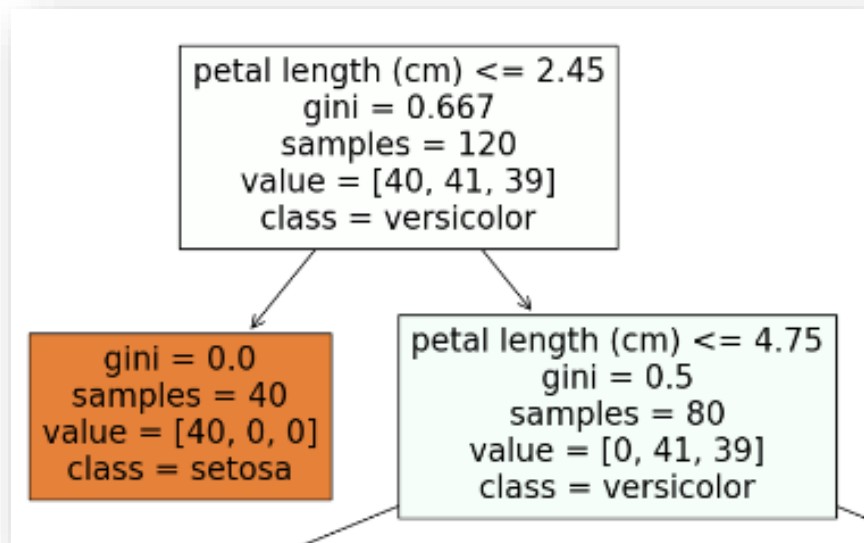 petal length (cm) <= 2.45
gini = 0.667
samples = 120
value = [40, 41, 39]
class = versicolor
gini = 0.0
samples = 40
value = [40, 0, 0]
class = setosa
petal length (cm) <= 4.75
gini = 0.5
samples = 80
value = [0, 41, 39]
class = versicolor